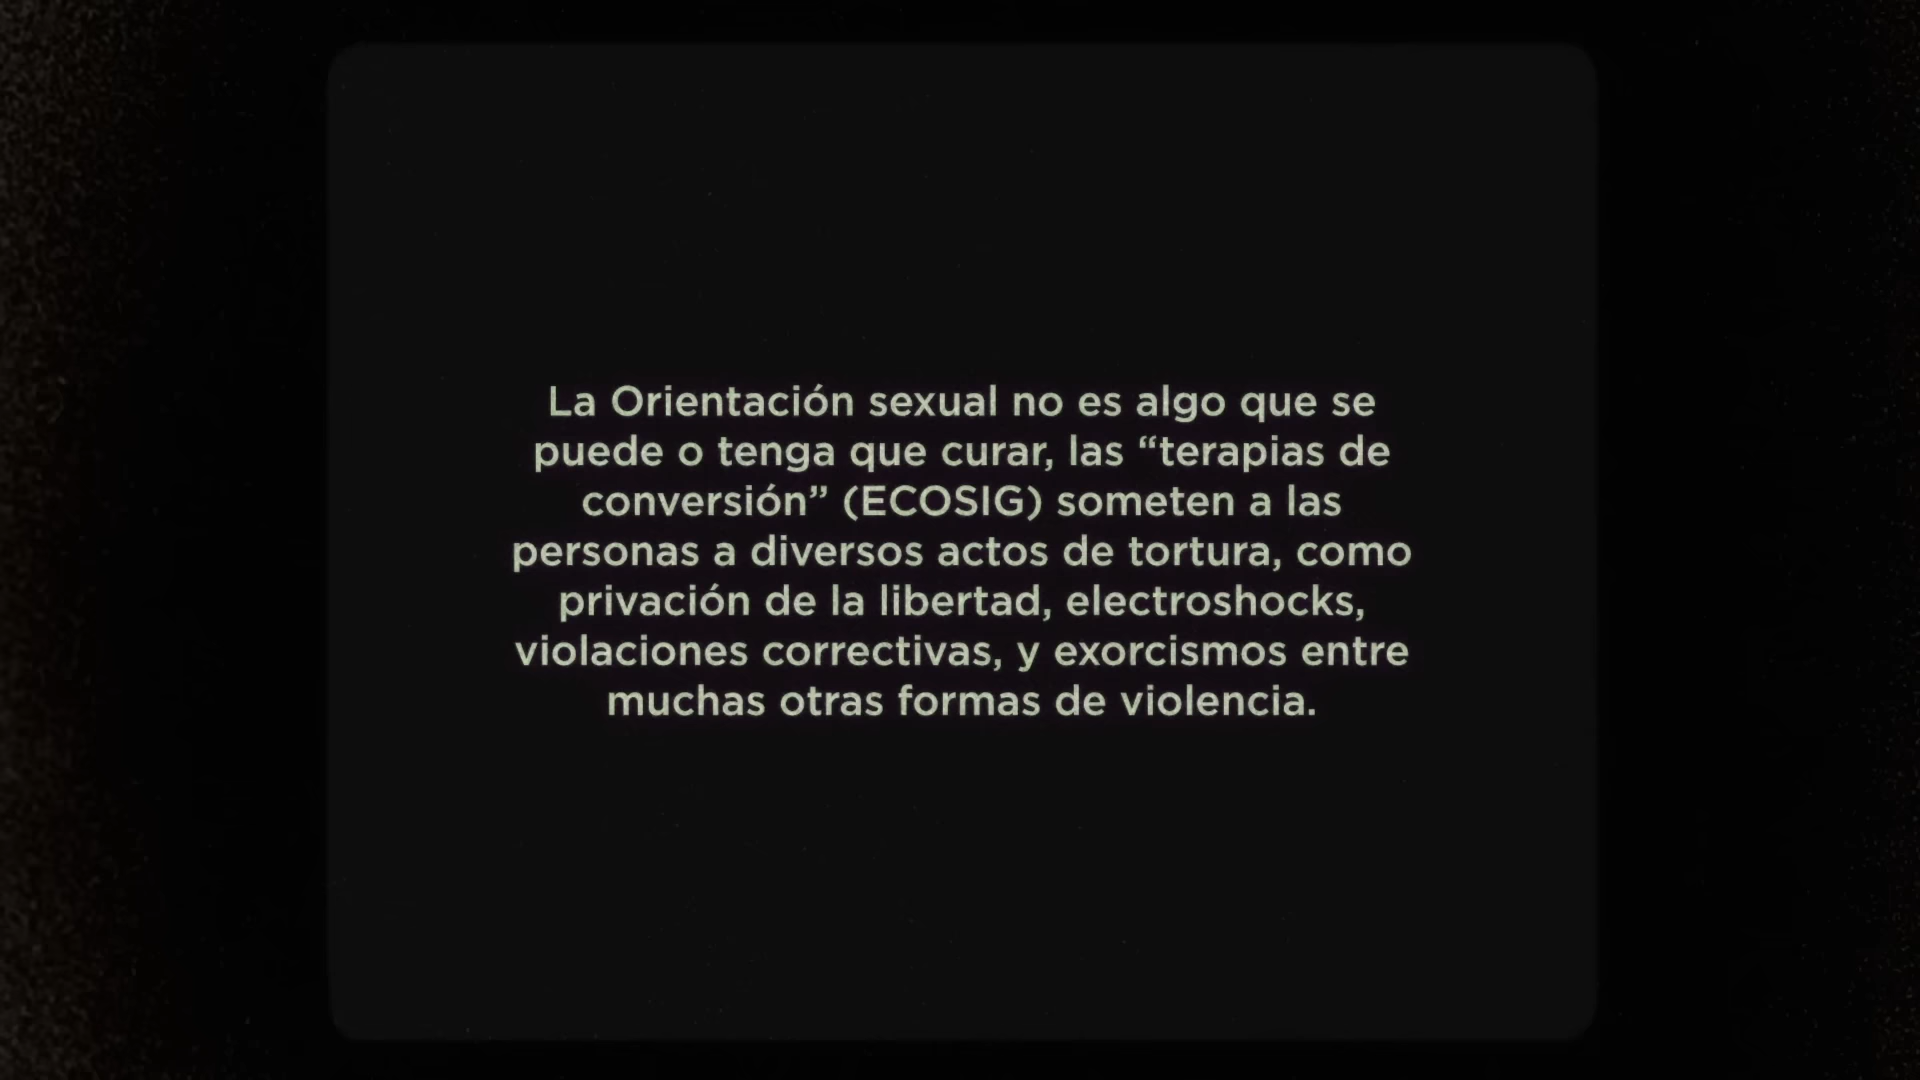 La Orientación sexual no es algo que se
puede o tenga que curar, las “terapias de
conversión” (ECOSIG) someten a las
personas a diversos actos de tortura, como
privación de la libertad, electroshocks,
violaciones correctivas, y exorcismos entre
muchas otras formas de violencia.